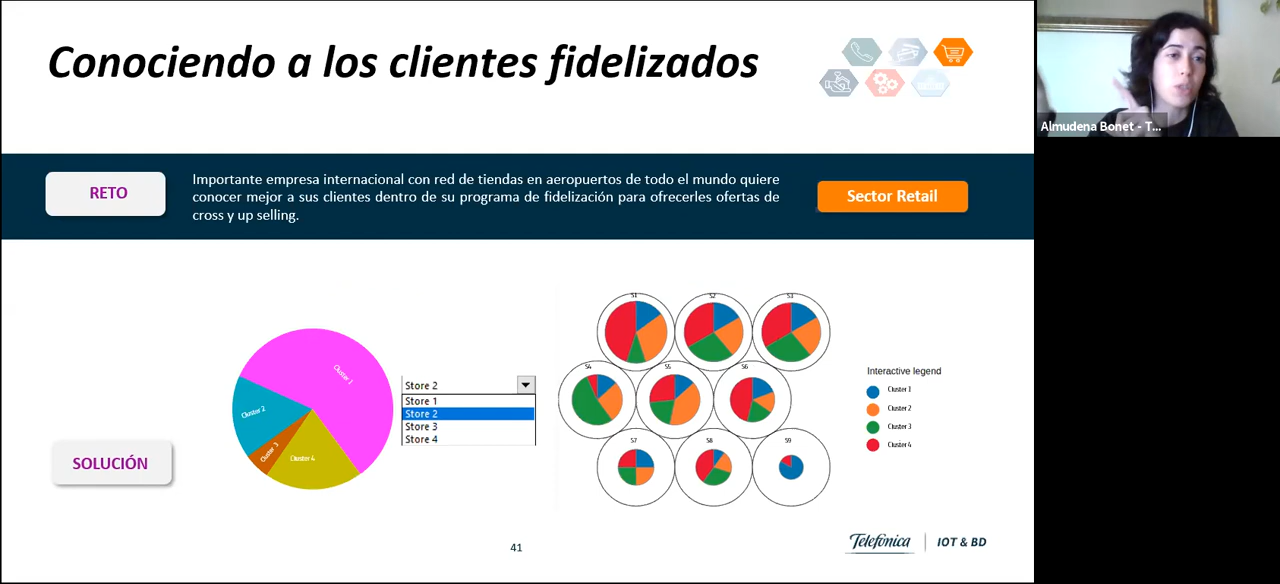 Conociendo a los clientes fidelizados
Almudena Bonet - T...
RETO
Importante empresa internacional con red de tiendas en aeropuertos de todo el mundo quiere
conocer mejor a sus clientes dentro de su programa de fidelización para ofrecerles ofertas de
cross y up selling.
Sector Retail
SOLUCIÓN
Cluster 1
Cluster 2
Cluster 3
Cluster 4
Store 2
Store 1
Store 2
Store 3
Store 4
S1
S2
S3
S4
S5
S6
S7
S8
S9
Interactive legend
Cluster 1
Cluster 2
Cluster 3
Cluster 4
41
Telefónica
IOT & BD